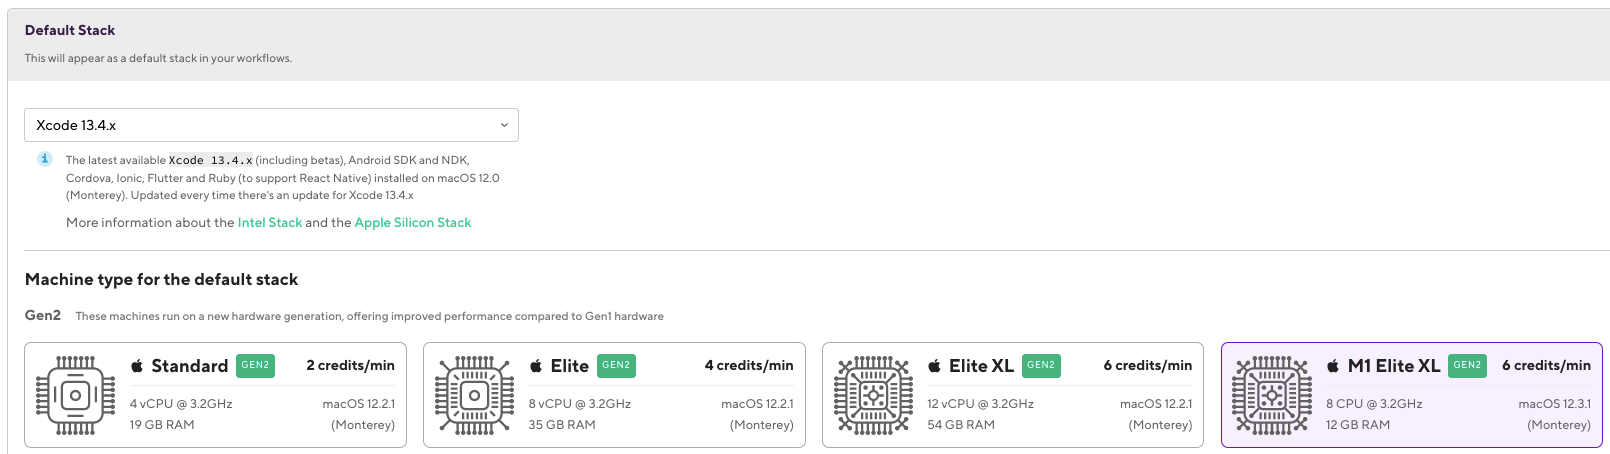 Default Stack
This will appear as a default stack in your workflows.
Xcode 13.4.x
The latest available Xcode 13.4.x (including betas), Android SDK and NDK,
Cordova, Ionic, Flutter and Ruby (to support React Native) installed on macOS 12.0
(Monterey). Updated every time there's an update for Xcode 13.4.x
More information about the Intel Stack and the Apple Silicon Stack
Machine type for the default stack
Gen2 These machines run on a new hardware generation, offering improved performance compared to Gen1 hardware
Standard GEN2 2 credits/min
4 vCPU @ 3.2GHz macOS 12.2.1
19 GB RAM (Monterey)
Elite GEN2 4 credits/min
8 vCPU @ 3.2GHz macOS 12.2.1
35 GB RAM (Monterey)
Elite XL GEN2 6 credits/min
12 vCPU @ 3.2GHz macOS 12.2.1
54 GB RAM (Monterey)
M1 Elite XL GEN2 6 credits/min
8 CPU @ 3.2GHz macOS 12.3.1
12 GB RAM (Monterey)